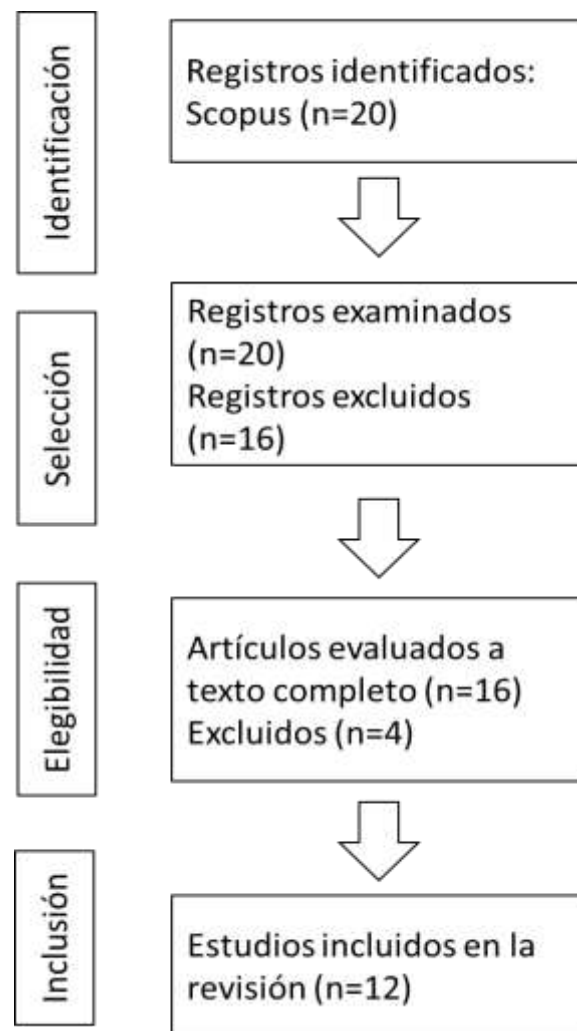 Identificación
Registros identificados:
Scopus (n=20)
Selección
Registros examinados
(n=20)
Registros excluidos
(n=16)
Elegibilidad
Artículos evaluados a
texto completo (n=16)
Excluidos (n=4)
Inclusión
Estudios incluidos en la
revisión (n=12)